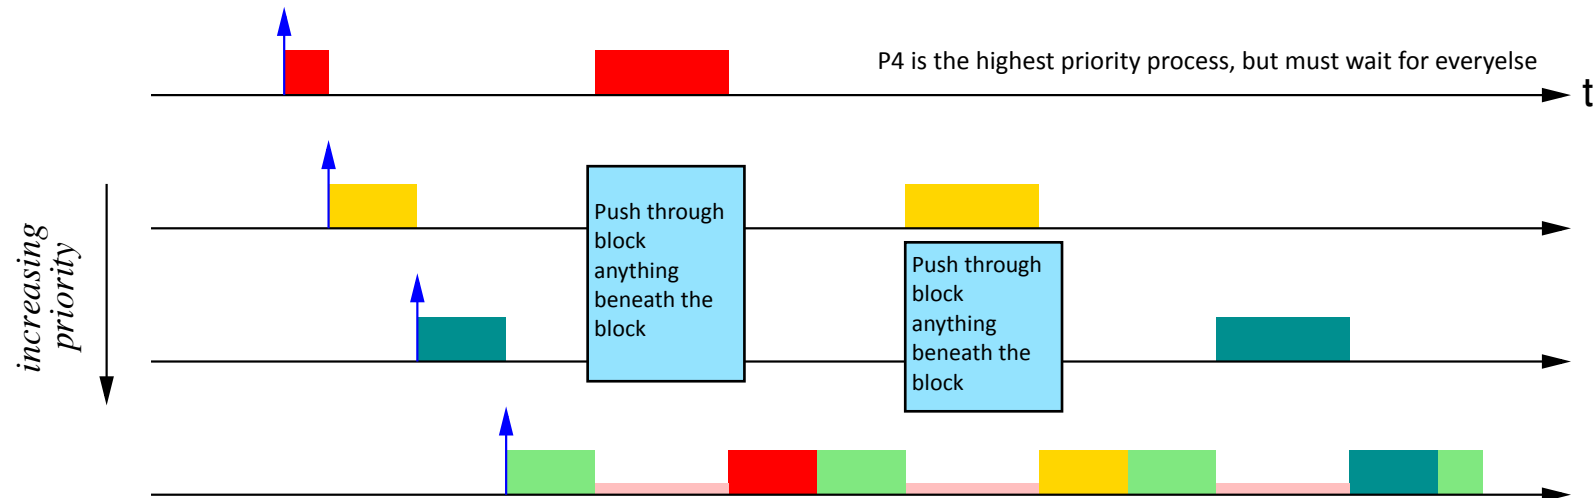 P4 is the highest priority process, but must wait for everyelse
t
increasing
priority
Push through
block
anything
beneath the
block
Push through
block
anything
beneath the
block